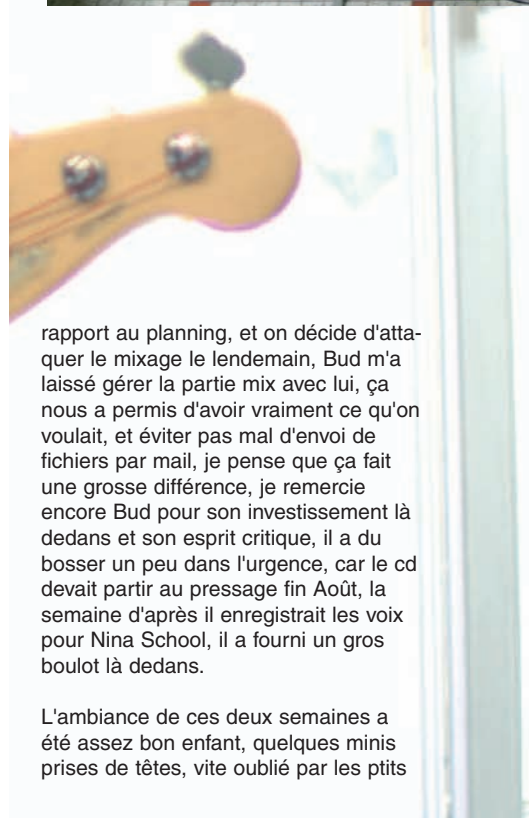 rapport au planning, et on décide d'atta-
quer le mixage le lendemain, Bud m'a
laissé gérer la partie mix avec lui, ça
nous a permis d'avoir vraiment ce qu'on
voulait, et éviter pas mal d'envoi de
fichiers par mail, je pense que ça fait
une grosse différence, je remercie
encore Bud pour son investissement là
dedans et son esprit critique, il a du
bosser un peu dans l'urgence, car le cd
devait partir au pressage fin Août, la
semaine d'après il enregistrait les voix
pour Nina School, il a fourni un gros
boulot là dedans.
L'ambiance de ces deux semaines a
été assez bon enfant, quelques minis
prises de têtes, vite oublié par les ptits